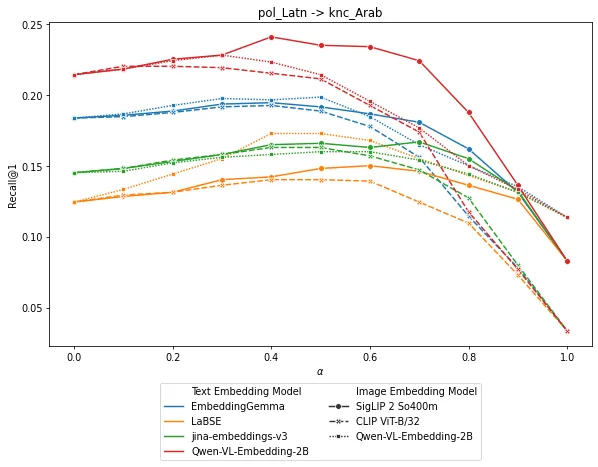 pol_Latn -> knc_Arab
0.25
0.20
0.15
0.10
0.05
Recall@1
0.0 0.2 0.4 0.6 0.8 1.0
α
Text Embedding Model
EmbeddingGemma
LaBSE
jina-embeddings-v3
Qwen-VL-Embedding-2B
Image Embedding Model
SigLIP 2 So400m
CLIP ViT-B/32
Qwen-VL-Embedding-2B